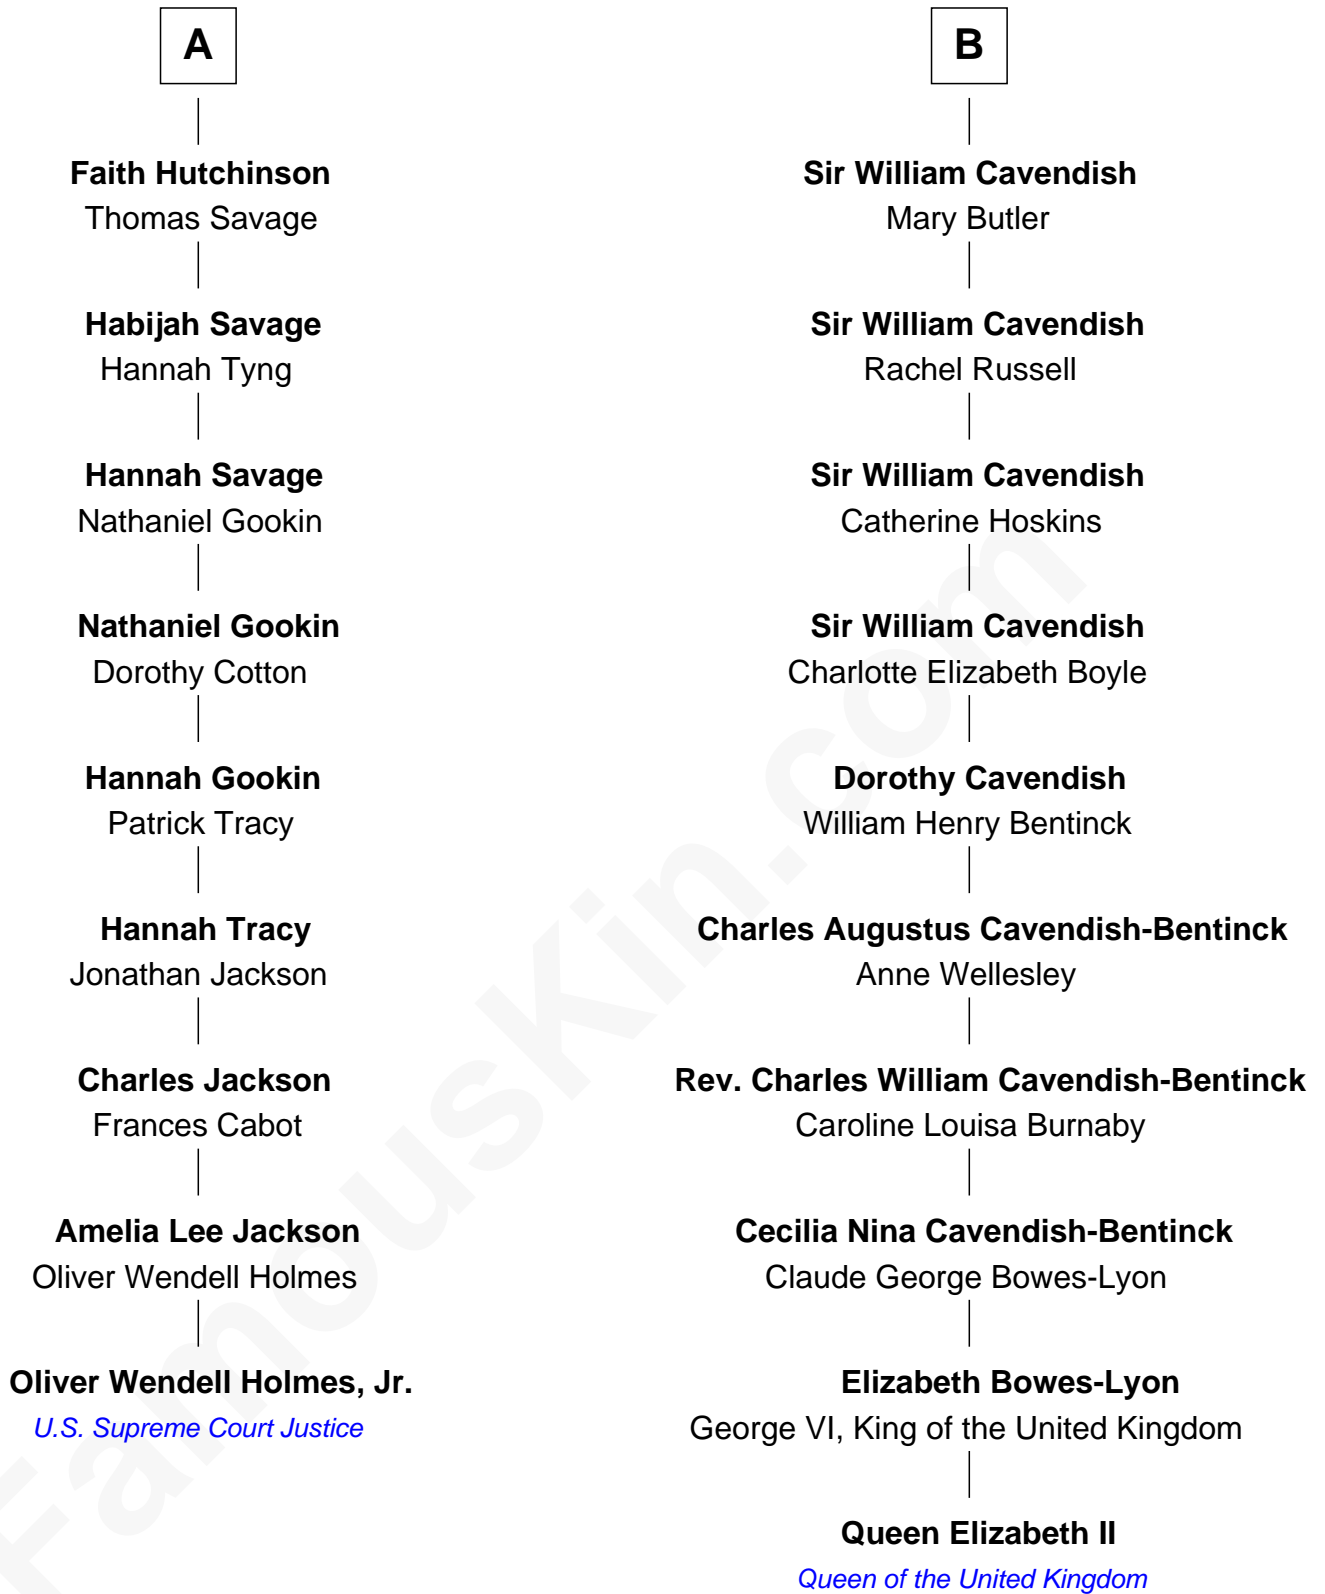 A
Faith Hutchinson
Thomas Savage
Habijah Savage
Hannah Tyng
Hannah Savage
Nathaniel Gookin
Nathaniel Gookin
Dorothy Cotton
Hannah Gookin
Patrick Tracy
Hannah Tracy
Jonathan Jackson
Charles Jackson
Frances Cabot
Amelia Lee Jackson
Oliver Wendell Holmes
Oliver Wendell Holmes, Jr.
U.S. Supreme Court Justice
B
Sir William Cavendish
Mary Butler
Sir William Cavendish
Rachel Russell
Sir William Cavendish
Catherine Hoskins
Sir William Cavendish
Charlotte Elizabeth Boyle
Dorothy Cavendish
William Henry Bentinck
Charles Augustus Cavendish-Bentinck
Anne Wellesley
Rev. Charles William Cavendish-Bentinck
Caroline Louisa Burnaby
Cecilia Nina Cavendish-Bentinck
Claude George Bowes-Lyon
Elizabeth Bowes-Lyon
George VI, King of the United Kingdom
Queen Elizabeth II
Queen of the United Kingdom
FamousKin.com